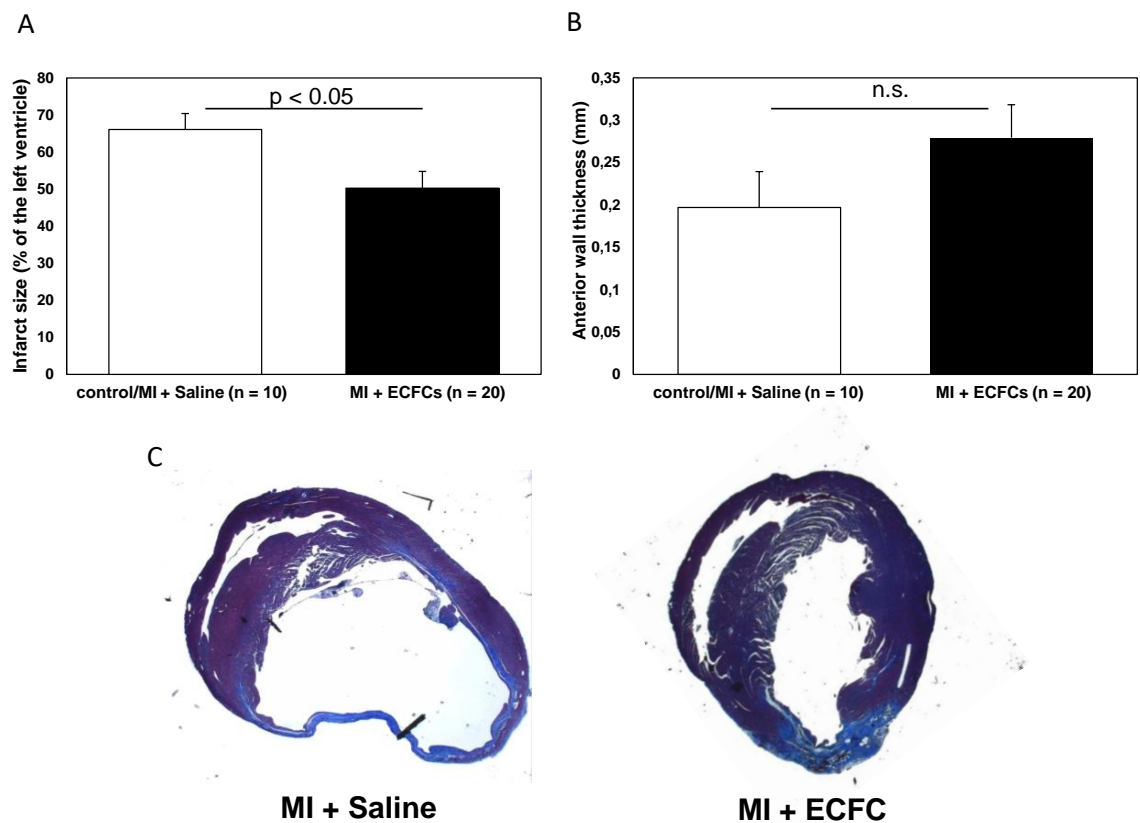 A
Infarct size (% of the left ventricle)
80
70
60
50
40
30
20
10
0
p < 0.05
control/MI + Saline (n = 10)
MI + ECFCs (n = 20)
B
Anterior wall thickness (mm)
0,35
0,3
0,25
0,2
0,15
0,1
0,05
0
n.s.
control/MI + Saline (n = 10)
MI + ECFCs (n = 20)
C
MI + Saline
MI + ECFC